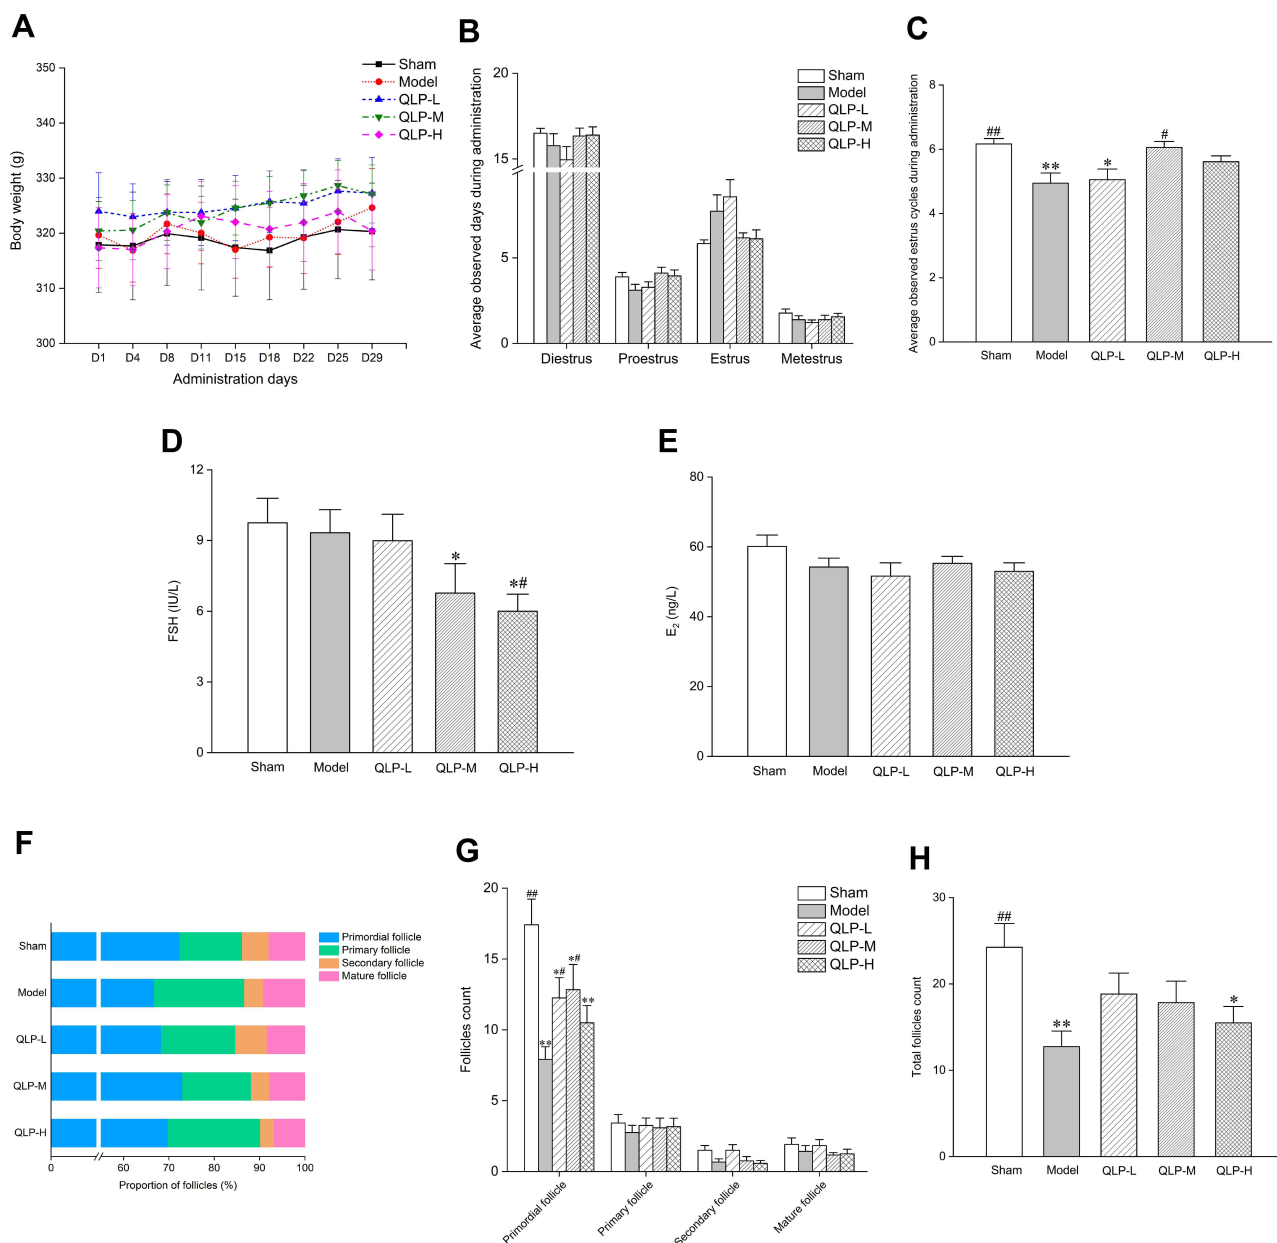 A
350
340
330
320
310
300
Body weight (g)
D1 D4 D8 D11 D15 D18 D22 D25 D29
Administration days
Sham
Model
QLP-L
QLP-M
QLP-H
B
20
15
5
0
Average observed days during administration
Diestrus Proestrus Estrus Metestrus
Sham
Model
QLP-L
QLP-M
QLP-H
C
8
6
4
2
0
Average observed estrus cycles during administration
## ** * #
Sham Model QLP-L QLP-M QLP-H
D
12
9
6
3
0
FSH (IU/L)
* *#
Sham Model QLP-L QLP-M QLP-H
E
80
60
40
20
0
E2 (ng/L)
Sham Model QLP-L QLP-M QLP-H
F
Sham
Model
QLP-L
QLP-M
QLP-H
0 60 70 80 90 100
Proportion of follicles (%)
Primordial follicle
Primary follicle
Secondary follicle
Mature follicle
G
20
15
10
5
0
Follicles count
## ** *# *# **
Primordial follicle Primary follicle Secondary follicle Mature follicle
Sham
Model
QLP-L
QLP-M
QLP-H
H
30
20
10
0
Total follicles count
## ** *
Sham Model QLP-L QLP-M QLP-H